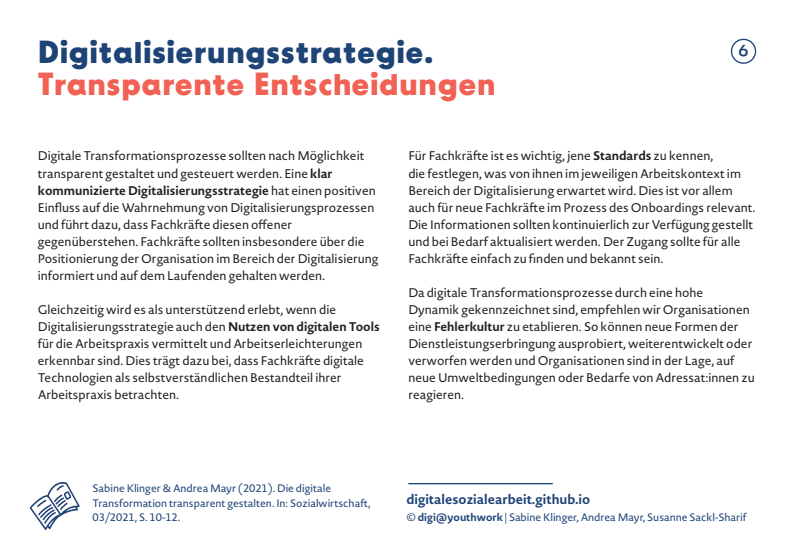 Digitalisierungsstrategie.
Transparente Entscheidungen
6
Digitale Transformationsprozesse sollten nach Möglichkeit
transparent gestaltet und gesteuert werden. Eine klar
kommunizierte Digitalisierungsstrategie hat einen positiven
Einfluss auf die Wahrnehmung von Digitalisierungsprozessen
und führt dazu, dass Fachkräfte diesen offener
gegenüberstehen. Fachkräfte sollten insbesondere über die
Positionierung der Organisation im Bereich der Digitalisierung
informiert und auf dem Laufenden gehalten werden.
Gleichzeitig wird es als unterstützend erlebt, wenn die
Digitalisierungsstrategie auch den Nutzen von digitalen Tools
für die Arbeitspraxis vermittelt und Arbeitserleichterungen
erkennbar sind. Dies trägt dazu bei, dass Fachkräfte digitale
Technologien als selbstverständlichen Bestandteil ihrer
Arbeitspraxis betrachten.
Für Fachkräfte ist es wichtig, jene Standards zu kennen,
die festlegen, was von ihnen im jeweiligen Arbeitskontext im
Bereich der Digitalisierung erwartet wird. Dies ist vor allem
auch für neue Fachkräfte im Prozess des Onboardings relevant.
Die Informationen sollten kontinuierlich zur Verfügung gestellt
und bei Bedarf aktualisiert werden. Der Zugang sollte für alle
Fachkräfte einfach zu finden und bekannt sein.
Da digitale Transformationsprozesse durch eine hohe
Dynamik gekennzeichnet sind, empfehlen wir Organisationen
eine Fehlerkultur zu etablieren. So können neue Formen der
Dienstleistungserbringung ausprobiert, weiterentwickelt oder
verworfen werden und Organisationen sind in der Lage, auf
neue Umweltbedingungen oder Bedarfe von Adressat:innen zu
reagieren.
Sabine Klinger & Andrea Mayr (2021). Die digitale
Transformation transparent gestalten. In: Sozialwirtschaft,
03/2021, S. 10-12.
digitalesozialearbeit.github.io
© digi@youthwork | Sabine Klinger, Andrea Mayr, Susanne Sackl-Sharif